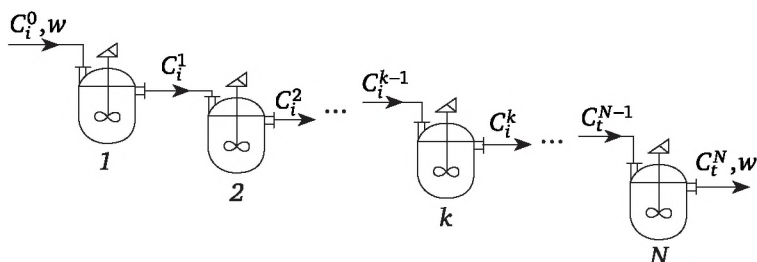 C_i^0, w
C_i^1
C_i^2
...
C_i^{k-1}
C_i^k
...
C_t^{N-1}
C_t^N, w
1
2
k
N